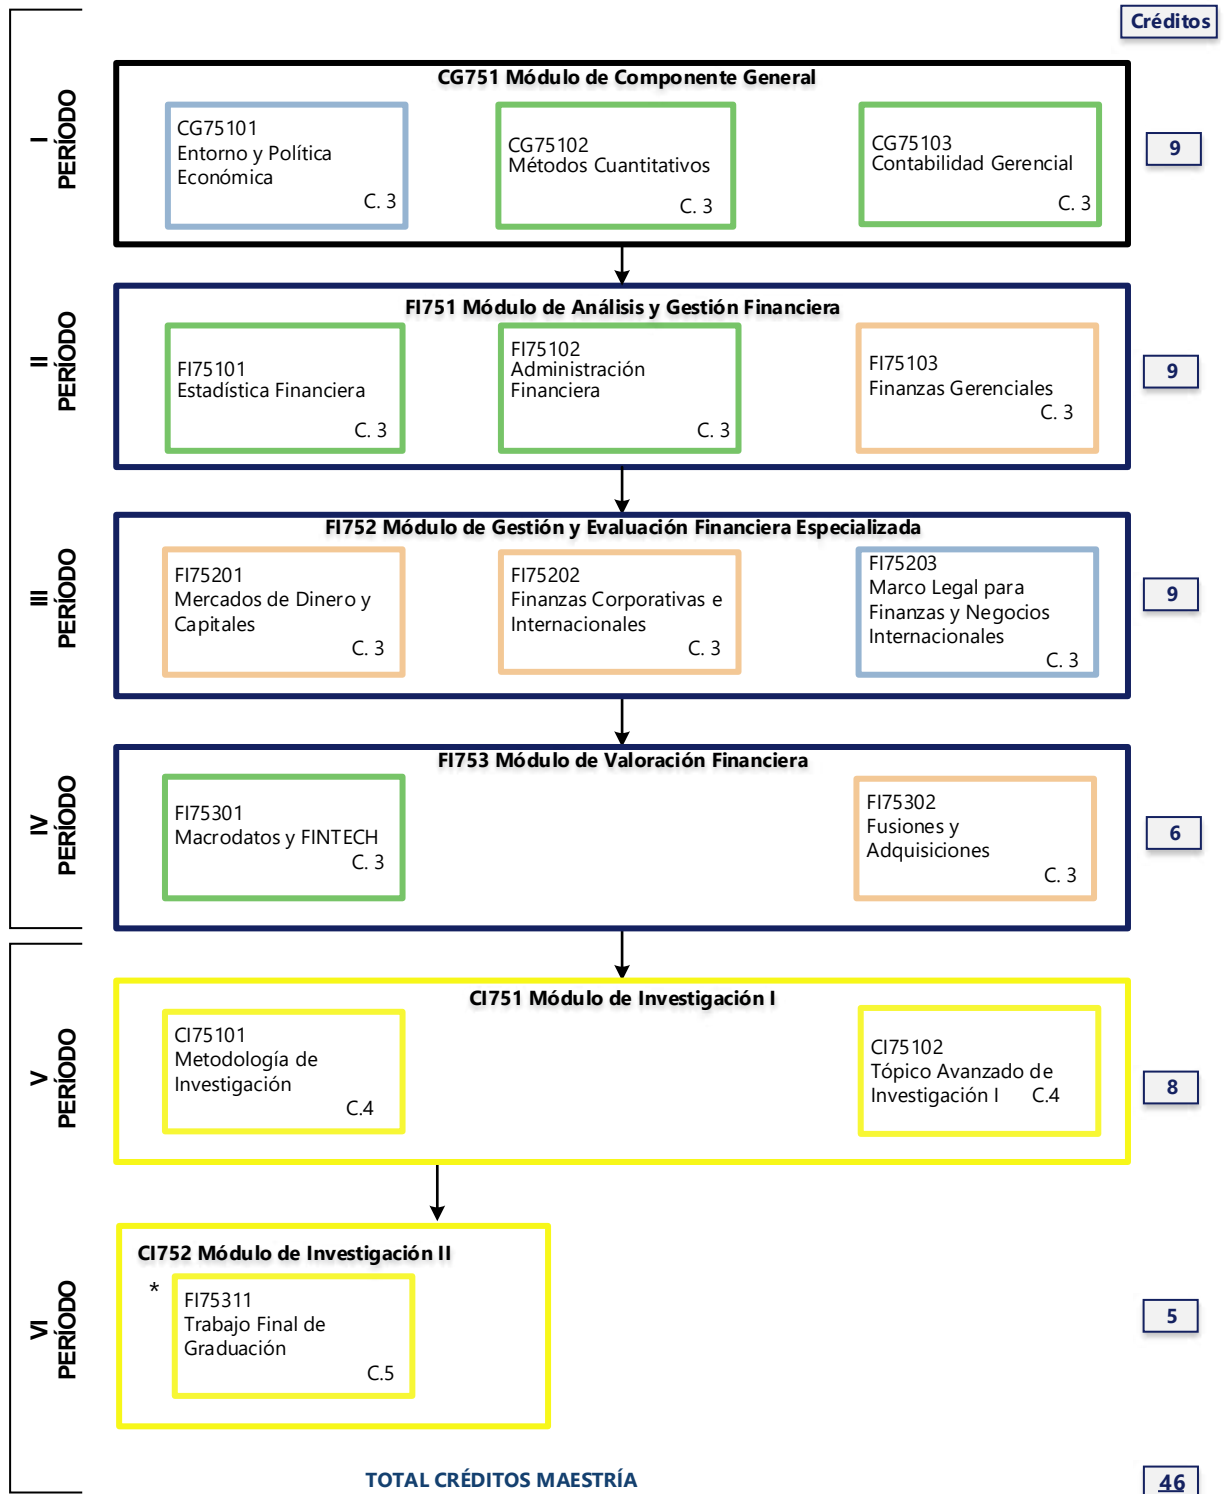 Créditos
I
PERÍODO
CG751 Módulo de Componente General
CG75101
Entorno y Política
Económica
C. 3
CG75102
Métodos Cuantitativos
C. 3
CG75103
Contabilidad Gerencial
C. 3
9
II
PERÍODO
FI751 Módulo de Análisis y Gestión Financiera
FI75101
Estadística Financiera
C. 3
FI75102
Administración
Financiera
C. 3
FI75103
Finanzas Gerenciales
C. 3
9
III
PERÍODO
FI752 Módulo de Gestión y Evaluación Financiera Especializada
FI75201
Mercados de Dinero y
Capitales
C. 3
FI75202
Finanzas Corporativas e
Internacionales
C. 3
FI75203
Marco Legal para
Finanzas y Negocios
Internacionales
C. 3
9
IV
PERÍODO
FI753 Módulo de Valoración Financiera
FI75301
Macrodatos y FINTECH
C. 3
FI75302
Fusiones y
Adquisiciones
C. 3
6
V
PERÍODO
CI751 Módulo de Investigación I
CI75101
Metodología de
Investigación
C.4
CI75102
Tópico Avanzado de
Investigación I C.4
8
VI
PERÍODO
CI752 Módulo de Investigación II
*
FI75311
Trabajo Final de
Graduación
C.5
5
TOTAL CRÉDITOS MAESTRÍA
46